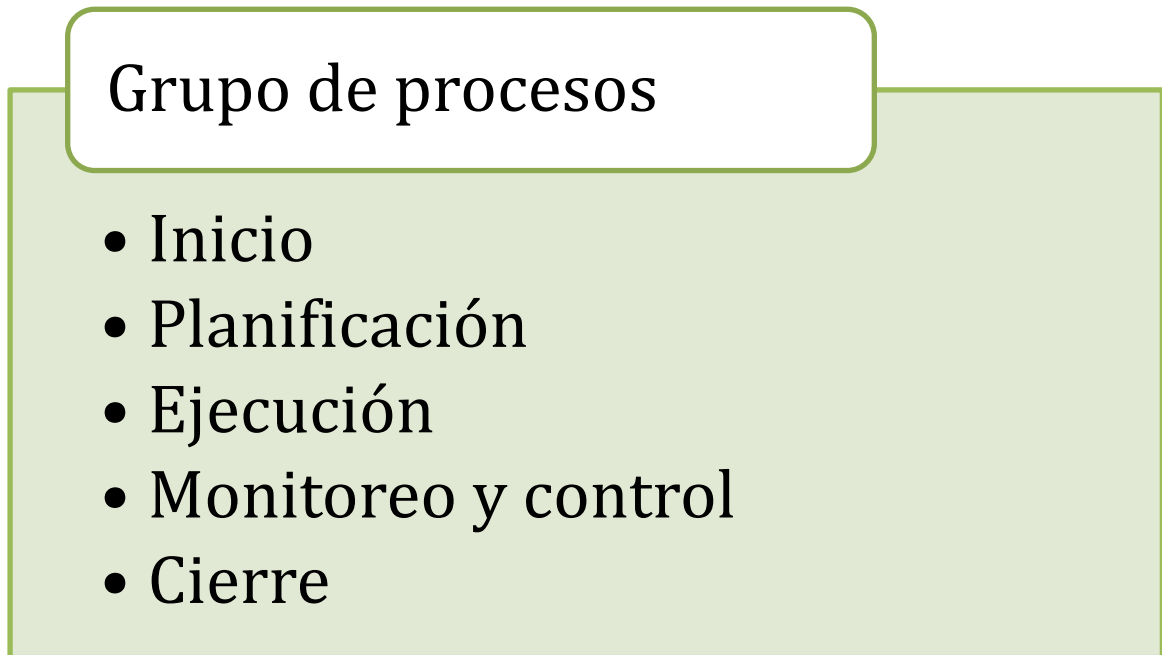 Grupo de procesos
• Inicio
• Planificación
• Ejecución
• Monitoreo y control
• Cierre